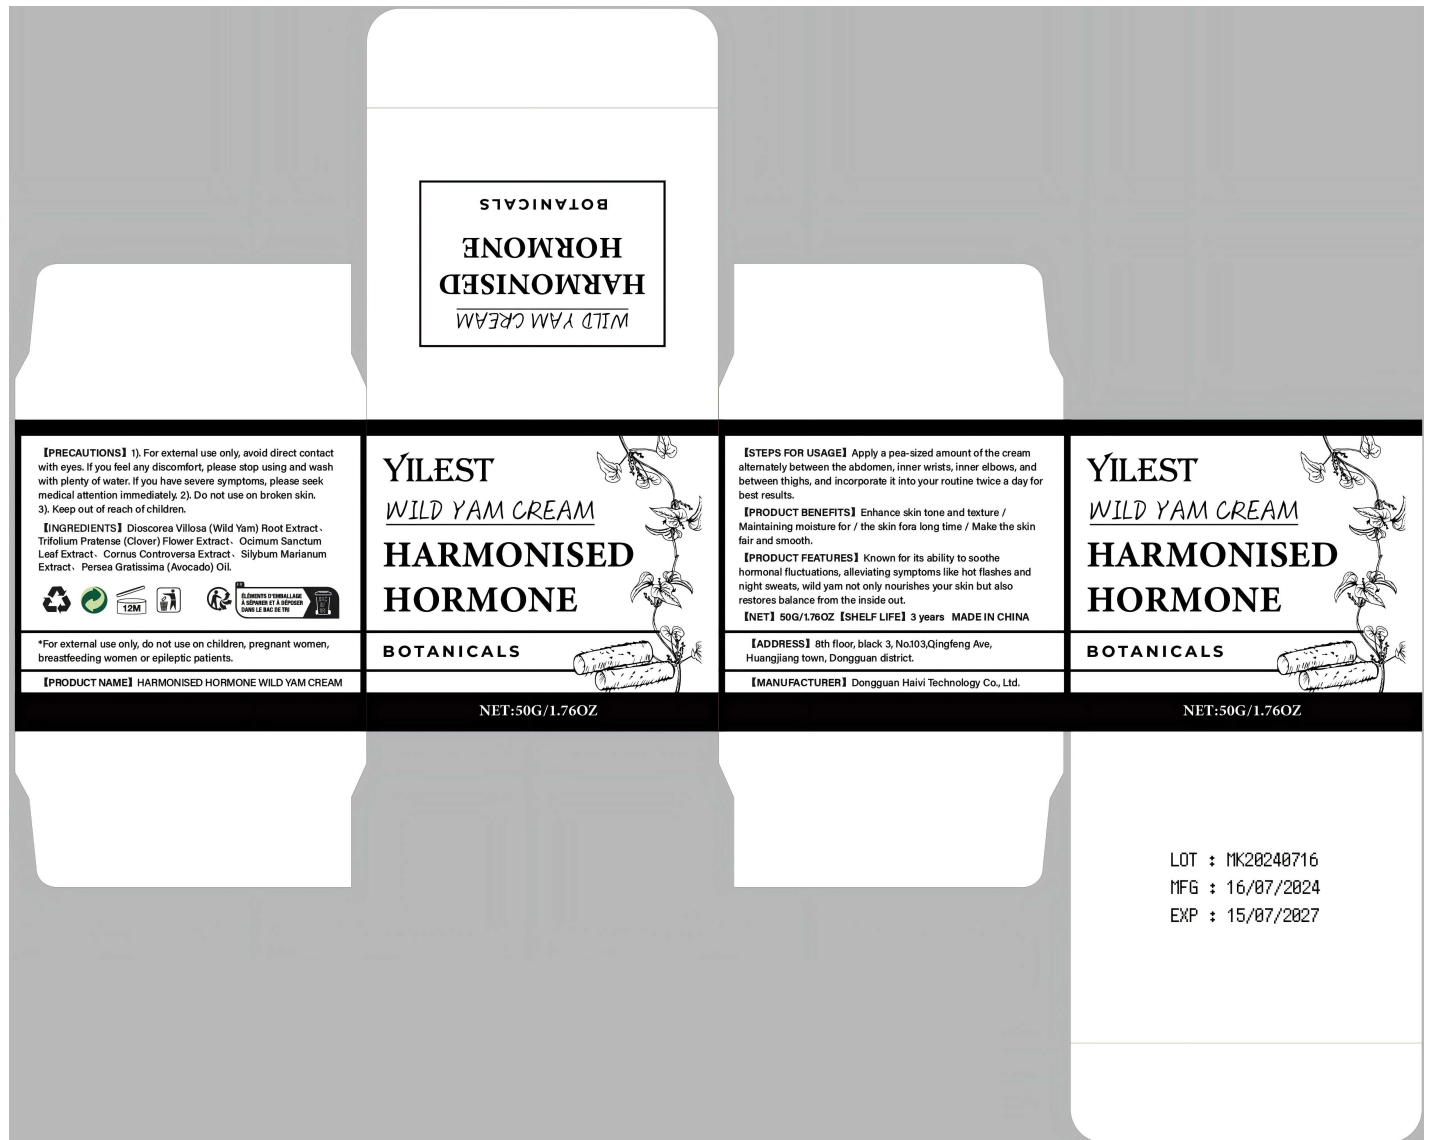 BOTANICALS
HORMONE
HARMONISED
WILD YAM CREAM
【PRECAUTIONS】1). For external use only, avoid direct contact
with eyes. If you feel any discomfort, please stop using and wash
with plenty of water. If you have severe symptoms, please seek
medical attention immediately. 2). Do not use on broken skin.
3). Keep out of reach of children.
【INGREDIENTS】Dioscorea Villosa (Wild Yam) Root Extract、
Trifolium Pratense (Clover) Flower Extract、Ocimum Sanctum
Leaf Extract、Cornus Controversa Extract、Silybum Marianum
Extract、Persea Gratissima (Avocado) Oil.
12M
FR
ÉLÉMENTS D'EMBALLAGE
À SÉPARER ET À DÉPOSER
DANS LE BAC DE TRI
*For external use only, do not use on children, pregnant women,
breastfeeding women or epileptic patients.
【PRODUCT NAME】HARMONISED HORMONE WILD YAM CREAM
YILEST
WILD YAM CREAM
HARMONISED
HORMONE
BOTANICALS
NET:50G/1.76OZ
【STEPS FOR USAGE】Apply a pea-sized amount of the cream
alternately between the abdomen, inner wrists, inner elbows, and
between thighs, and incorporate it into your routine twice a day for
best results.
【PRODUCT BENEFITS】Enhance skin tone and texture /
Maintaining moisture for / the skin fora long time / Make the skin
fair and smooth.
【PRODUCT FEATURES】Known for its ability to soothe
hormonal fluctuations, alleviating symptoms like hot flashes and
night sweats, wild yam not only nourishes your skin but also
restores balance from the inside out.
【NET】50G/1.76OZ【SHELF LIFE】3 years MADE IN CHINA
【ADDRESS】8th floor, black 3, No.103,Qingfeng Ave,
Huangjiang town, Dongguan district.
【MANUFACTURER】Dongguan Haivi Technology Co., Ltd.
YILEST
WILD YAM CREAM
HARMONISED
HORMONE
BOTANICALS
NET:50G/1.76OZ
LOT : MK20240716
MFG : 16/07/2024
EXP : 15/07/2027